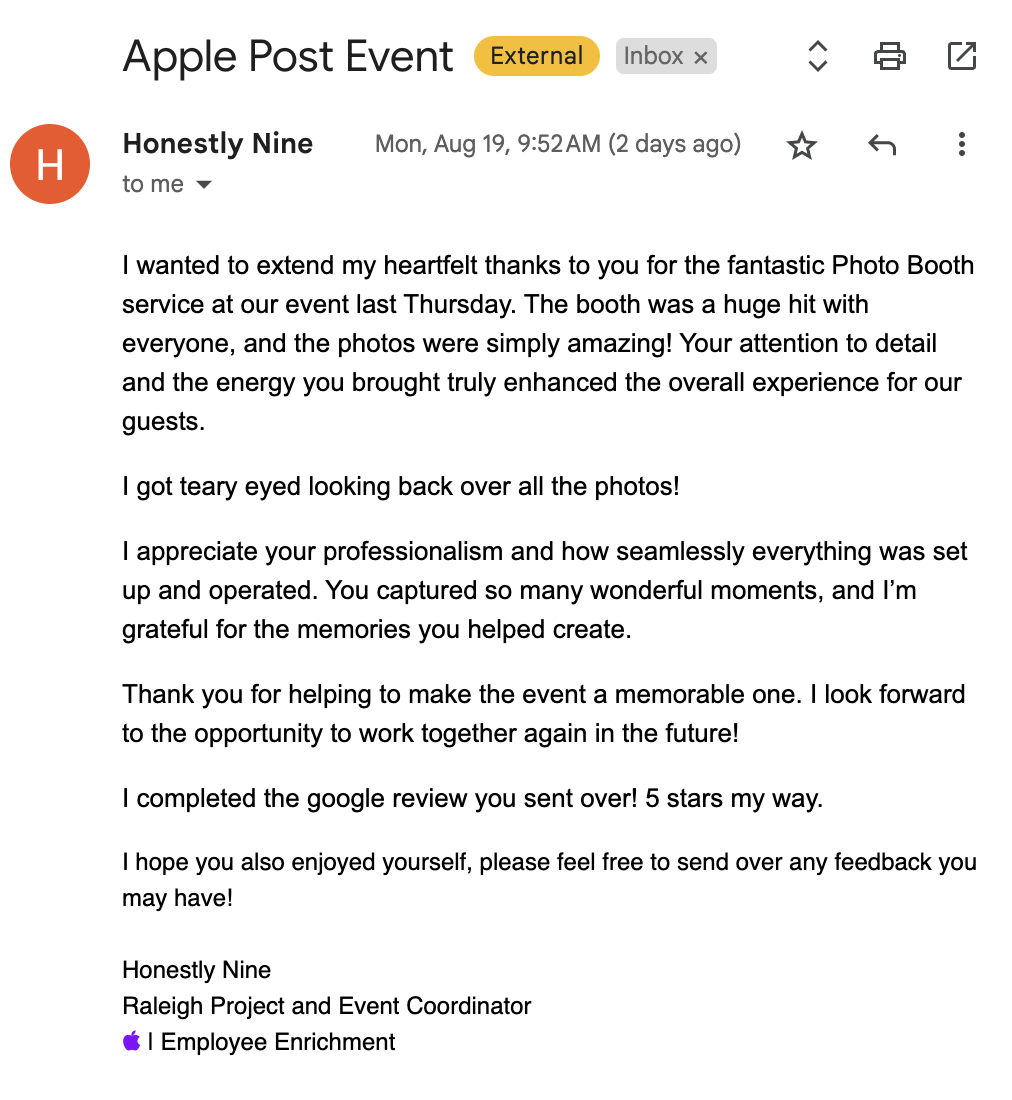 Apple Post Event External Inbox ×
Honestly Nine Mon, Aug 19, 9:52 AM (2 days ago)
H
to me
I wanted to extend my heartfelt thanks to you for the fantastic Photo Booth
service at our event last Thursday. The booth was a huge hit with
everyone, and the photos were simply amazing! Your attention to detail
and the energy you brought truly enhanced the overall experience for our
guests.
I got teary eyed looking back over all the photos!
I appreciate your professionalism and how seamlessly everything was set
up and operated. You captured so many wonderful moments, and I’m
grateful for the memories you helped create.
Thank you for helping to make the event a memorable one. I look forward
to the opportunity to work together again in the future!
I completed the google review you sent over! 5 stars my way.
I hope you also enjoyed yourself, please feel free to send over any feedback you
may have!
Honestly Nine
Raleigh Project and Event Coordinator
| Employee Enrichment